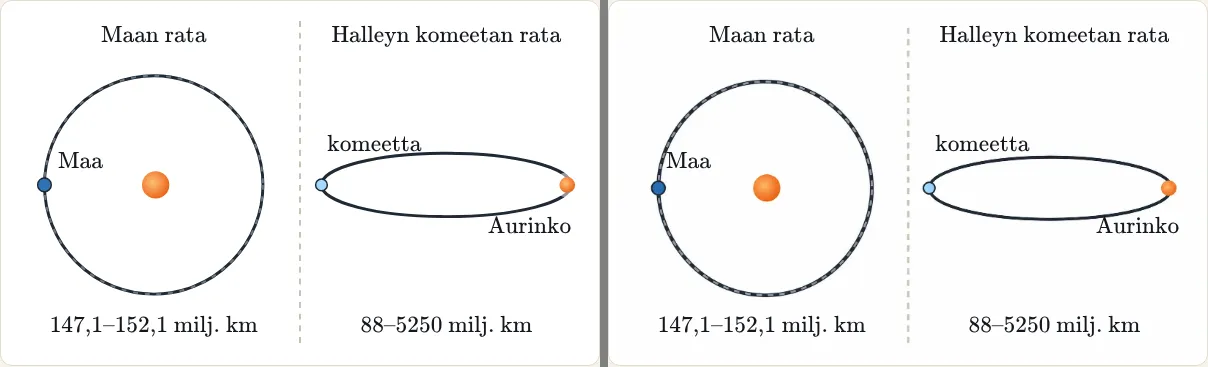 Maan rata
Halleyn komeetan rata
komeetta
Maa
Aurinko
147,1–152,1 milj. km
88–5250 milj. km
Maan rata
Halleyn komeetan rata
komeetta
Maa
Aurinko
147,1–152,1 milj. km
88–5250 milj. km